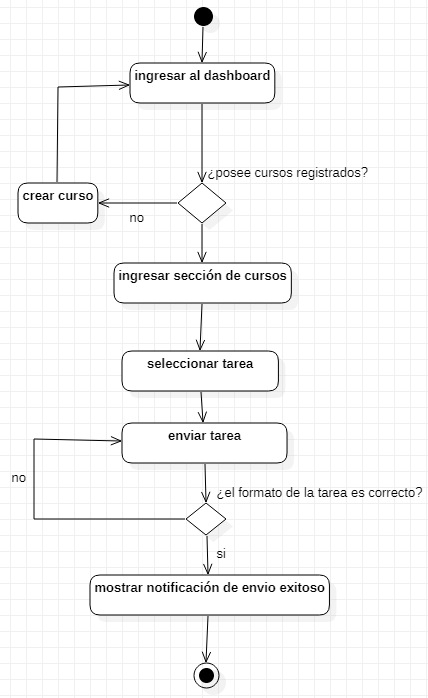 ingresar al dashboard
¿posee cursos registrados?
crear curso
no
ingresar sección de cursos
seleccionar tarea
enviar tarea
no
¿el formato de la tarea es correcto?
si
mostrar notificación de envio exitoso